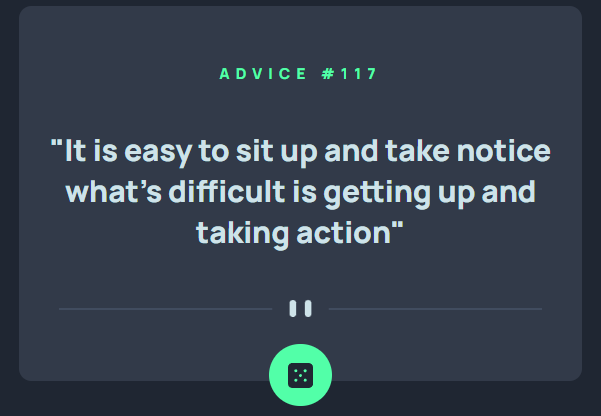 ADVICE #117
"It is easy to sit up and take notice
what's difficult is getting up and
taking action"